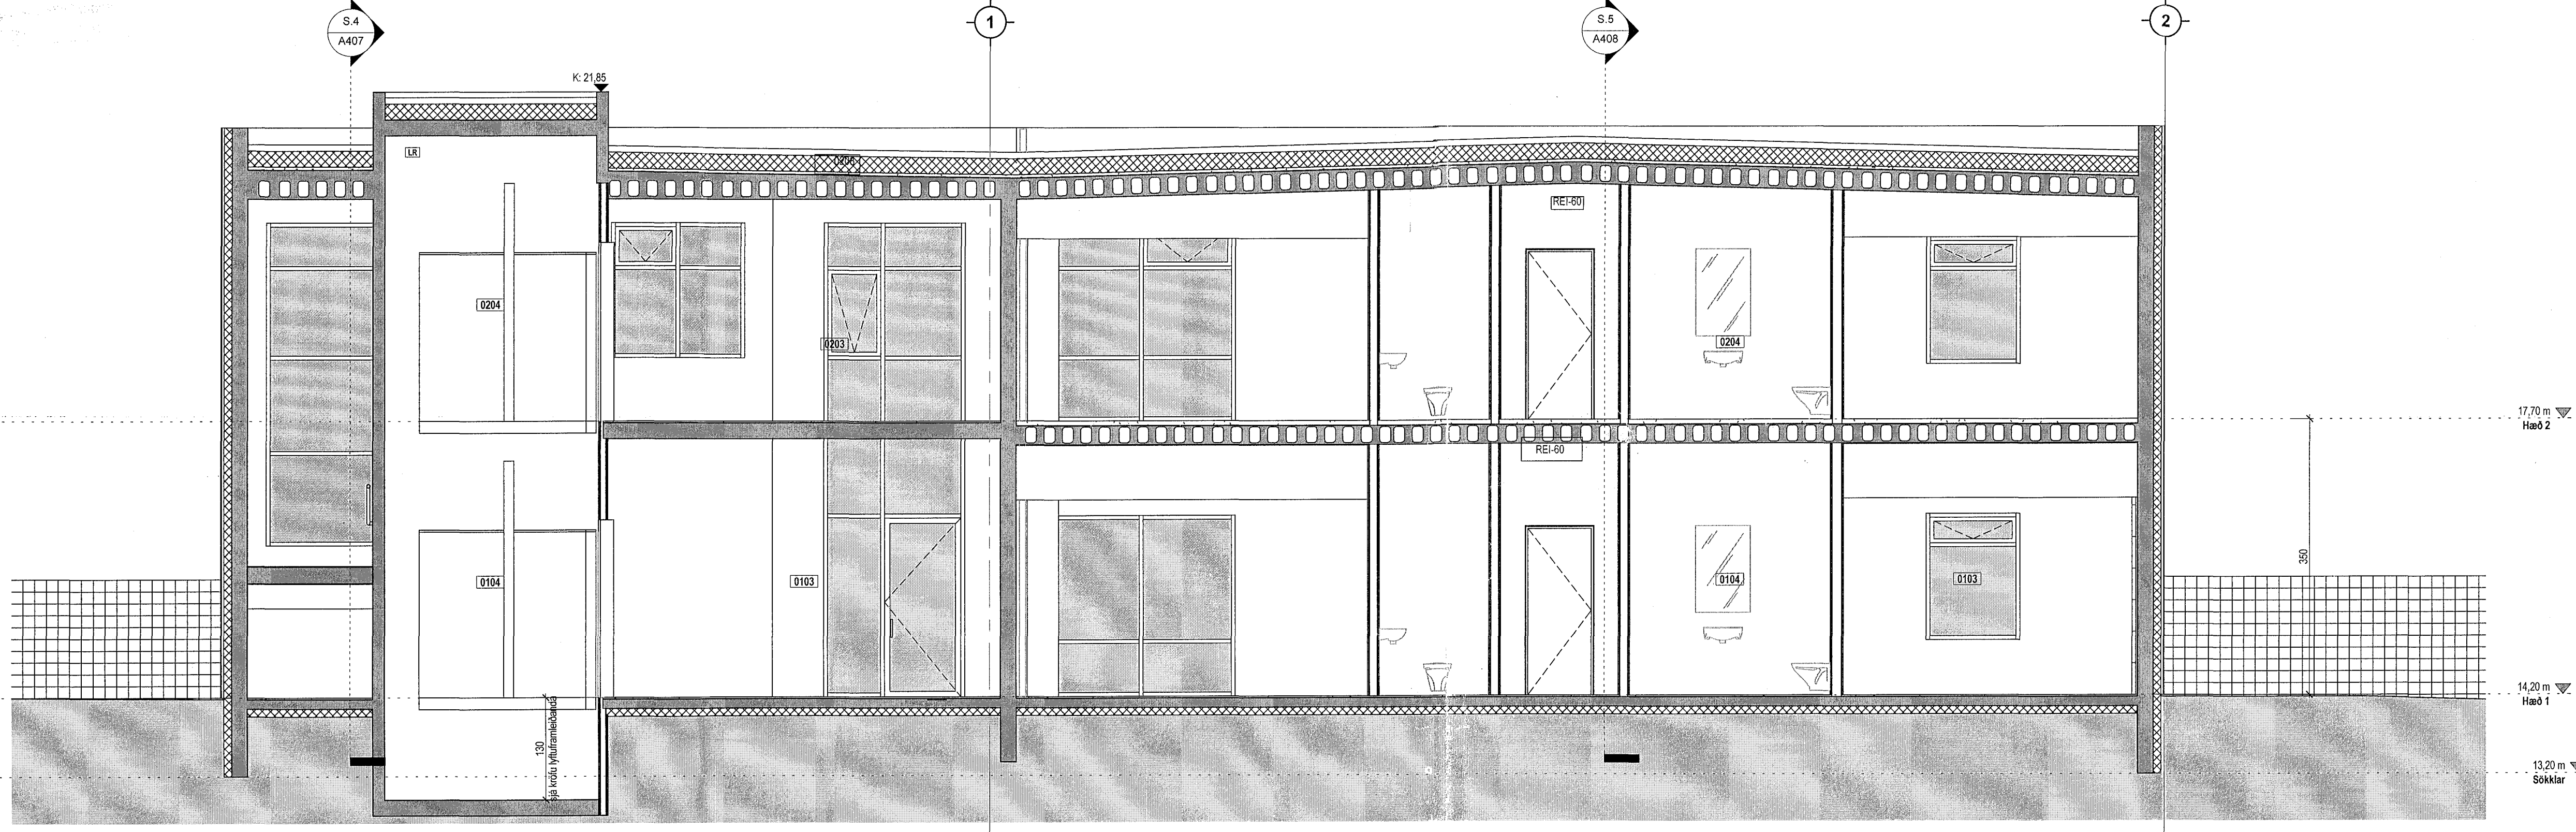 S.4
A407
1
S.5
A408
2
K: 21,85
LR
0206
REI-60
0204
0203
0204
17,70 m
Hæð 2
REI-60
350
0104
0103
0104
0103
14,20 m
Hæð 1
130
sjá kröfu lyftuframleiðanda
13,20 m
Sökklar